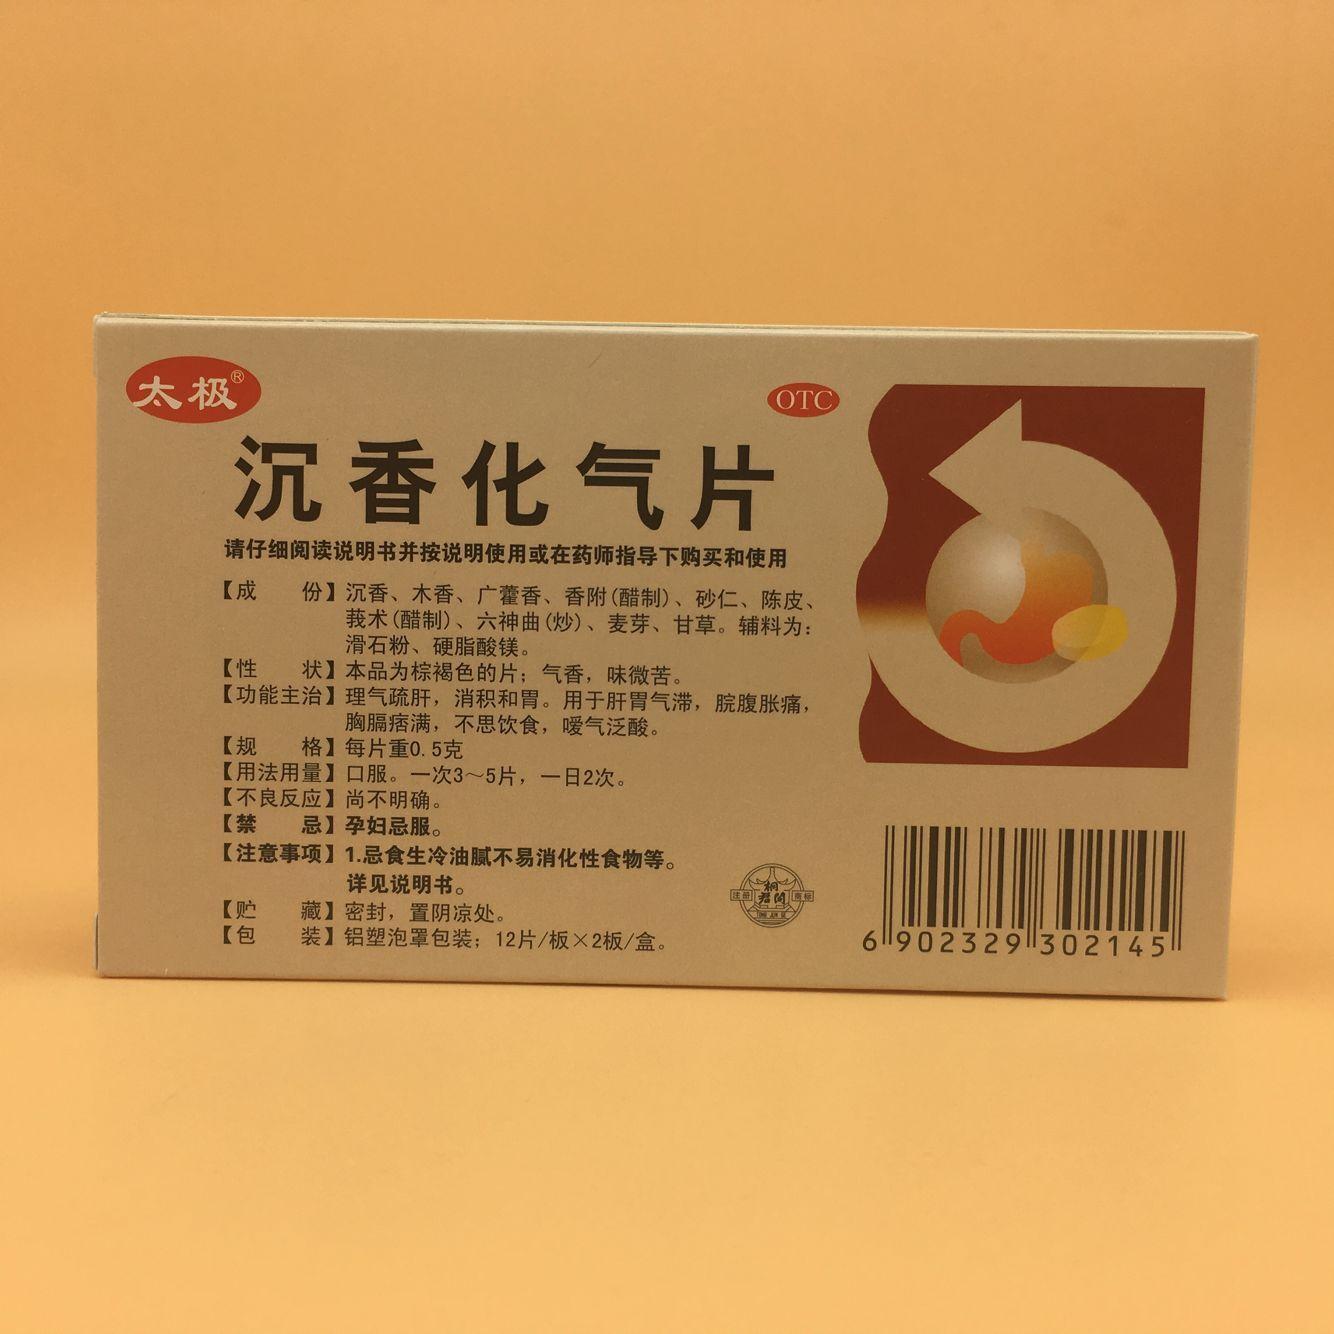 太极®
OTC
沉香化气片
请仔细阅读说明书并按说明使用或在药师指导下购买和使用
【成　　份】沉香、木香、广藿香、香附(醋制)、砂仁、陈皮、
莪术(醋制)、六神曲(炒)、麦芽、甘草。辅料为：
滑石粉、硬脂酸镁。
【性　　状】本品为棕褐色的片；气香，味微苦。
【功能主治】理气疏肝，消积和胃。用于肝胃气滞，脘腹胀痛，
胸膈痞满，不思饮食，嗳气泛酸。
【规　　格】每片重0.5克
【用法用量】口服。一次3～5片，一日2次。
【不良反应】尚不明确。
【禁　　忌】孕妇忌服。
【注意事项】1.忌食生冷油腻不易消化性食物等。
详见说明书。
【贮　　藏】密封，置阴凉处。
【包　　装】铝塑泡罩包装；12片/板×2板/盒。
桐君阁
注册 商标
6 902329 302145